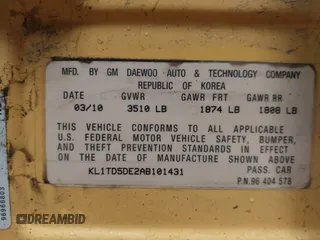 MFD. BY GM DAEWOO AUTO & TECHNOLOGY COMPANY
REPUBLIC OF KOREA
DATE GVWR GAWR FRT GAWR RR
03/10 3510 LB 1874 LB 1808 LB
THIS VEHICLE CONFORMS TO ALL APPLICABLE
U.S. FEDERAL MOTOR VEHICLE SAFETY, BUMPER,
AND THEFT PREVENTION STANDARDS IN EFFECT
ON THE DATE OF MANUFACTURE SHOWN ABOVE
KL1TD5DE2AB101431 PASS. CAR
P.N. 96 404 578
96966803
DREAMBID